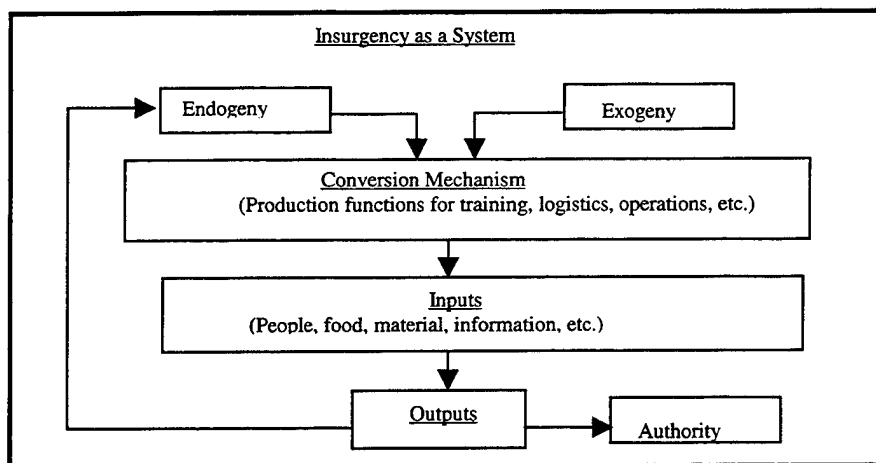 Insurgency as a System
Endogeny
Exogeny
Conversion Mechanism
(Production functions for training, logistics, operations, etc.)
Inputs
(People, food, material, information, etc.)
Outputs
Authority